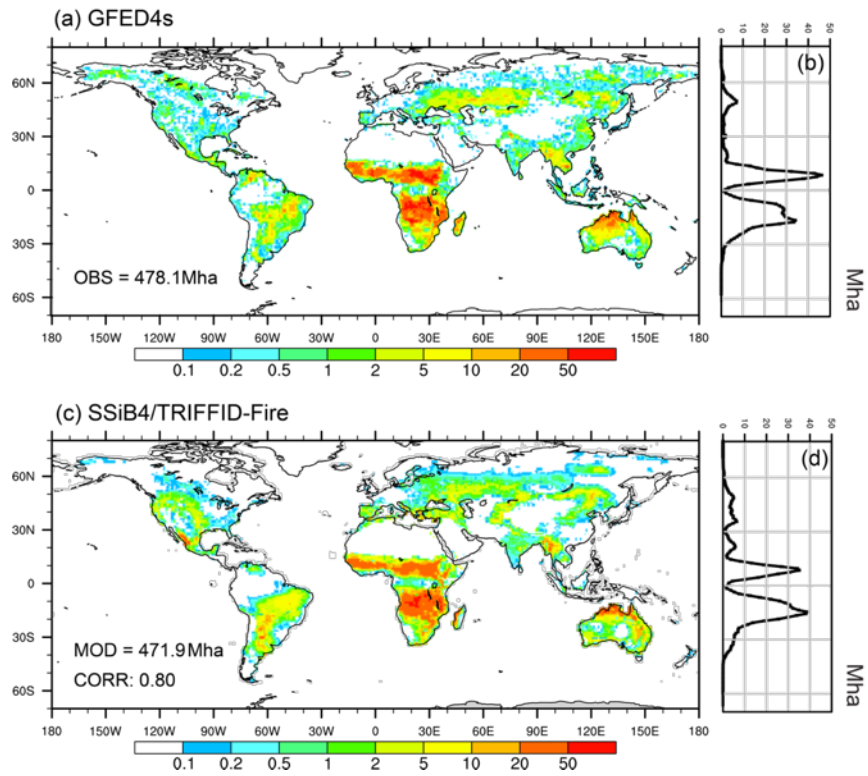 (a) GFED4s
(b)
60N
30N
0
30S
60S
OBS = 478.1Mha
180 150W 120W 90W 60W 30W 0 30E 60E 90E 120E 150E 180
0.1 0.2 0.5 1 2 5 10 20 50
0 10 20 30 40 50
Mha
(c) SSiB4/TRIFFID-Fire
(d)
60N
30N
0
30S
60S
MOD = 471.9Mha
CORR: 0.80
180 150W 120W 90W 60W 30W 0 30E 60E 90E 120E 150E 180
0.1 0.2 0.5 1 2 5 10 20 50
0 10 20 30 40 50
Mha